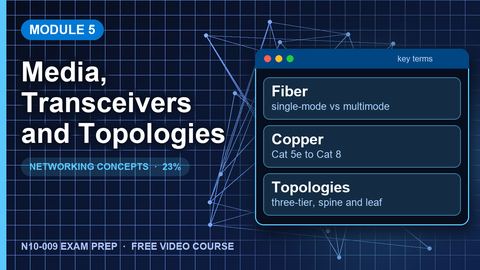 MODULE 5
Media,
Transceivers
and Topologies
NETWORKING CONCEPTS · 23%
N10-009 EXAM PREP · FREE VIDEO COURSE
key terms
Fiber
single-mode vs multimode
Copper
Cat 5e to Cat 8
Topologies
three-tier, spine and leaf